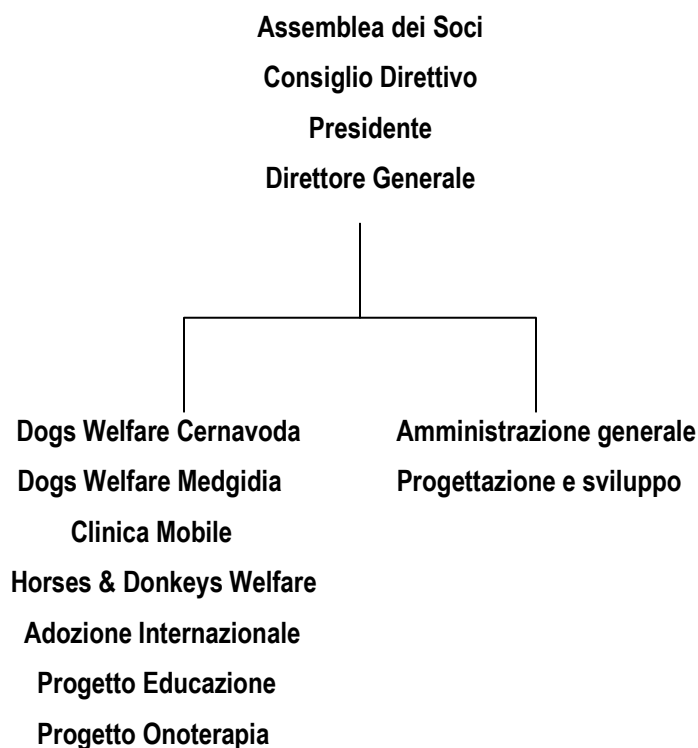 Assemblea dei Soci
Consiglio Direttivo
Presidente
Direttore Generale
Dogs Welfare Cernavoda
Dogs Welfare Medgidia
Clinica Mobile
Horses & Donkeys Welfare
Adozione Internazionale
Progetto Educazione
Progetto Onoterapia
Amministrazione generale
Progettazione e sviluppo